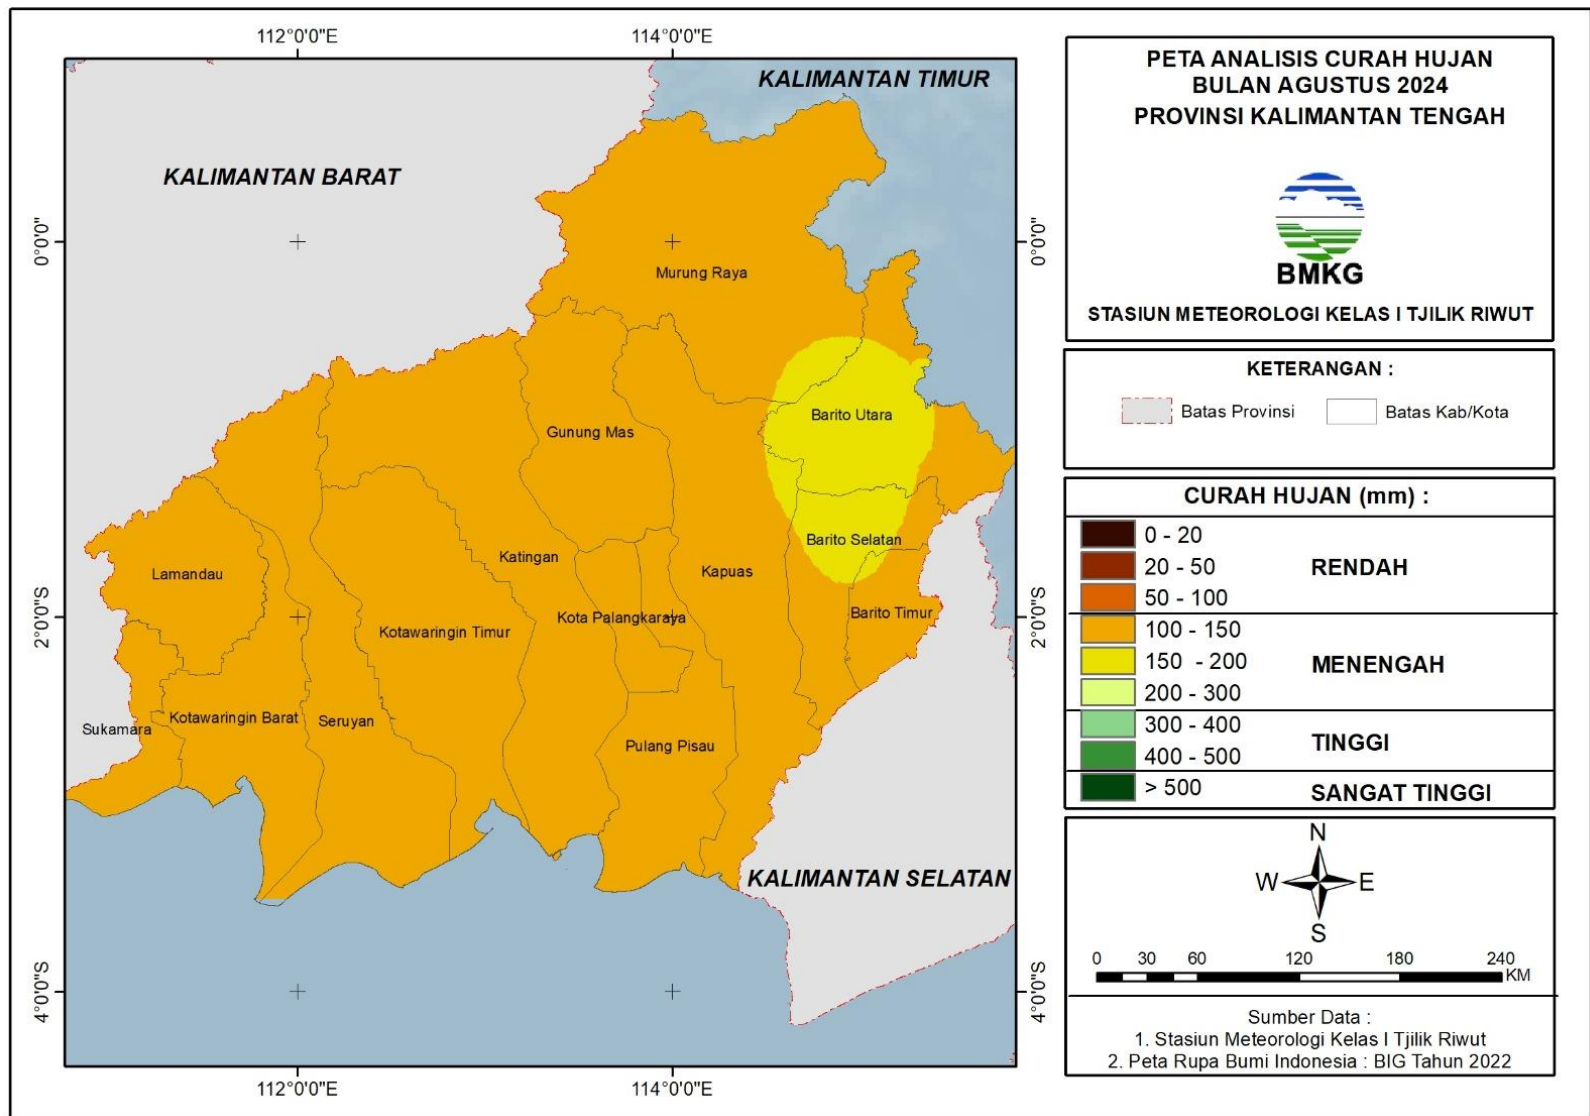 112°0'0"E
114°0'0"E
KALIMANTAN TIMUR
KALIMANTAN BARAT
0°0'0"
0°0'0"
Murung Raya
Barito Utara
Gunung Mas
Barito Selatan
Katingan
Kapuas
Lamandau
2°0'0"S
2°0'0"S
Kota Palangkaraya
Barito Timur
Kotawaringin Timur
Kotawaringin Barat
Seruyan
Sukamara
Pulang Pisau
KALIMANTAN SELATAN
4°0'0"S
4°0'0"S
112°0'0"E
114°0'0"E
PETA ANALISIS CURAH HUJAN
BULAN AGUSTUS 2024
PROVINSI KALIMANTAN TENGAH
BMKG
STASIUN METEOROLOGI KELAS I TJILIK RIWUT
KETERANGAN :
Batas Provinsi
Batas Kab/Kota
CURAH HUJAN (mm) :
0 - 20
20 - 50
RENDAH
50 - 100
100 - 150
150 - 200
MENENGAH
200 - 300
300 - 400
TINGGI
400 - 500
> 500
SANGAT TINGGI
N
W
E
S
0 30 60 120 180 240
KM
Sumber Data :
1. Stasiun Meteorologi Kelas I Tjilik Riwut
2. Peta Rupa Bumi Indonesia : BIG Tahun 2022